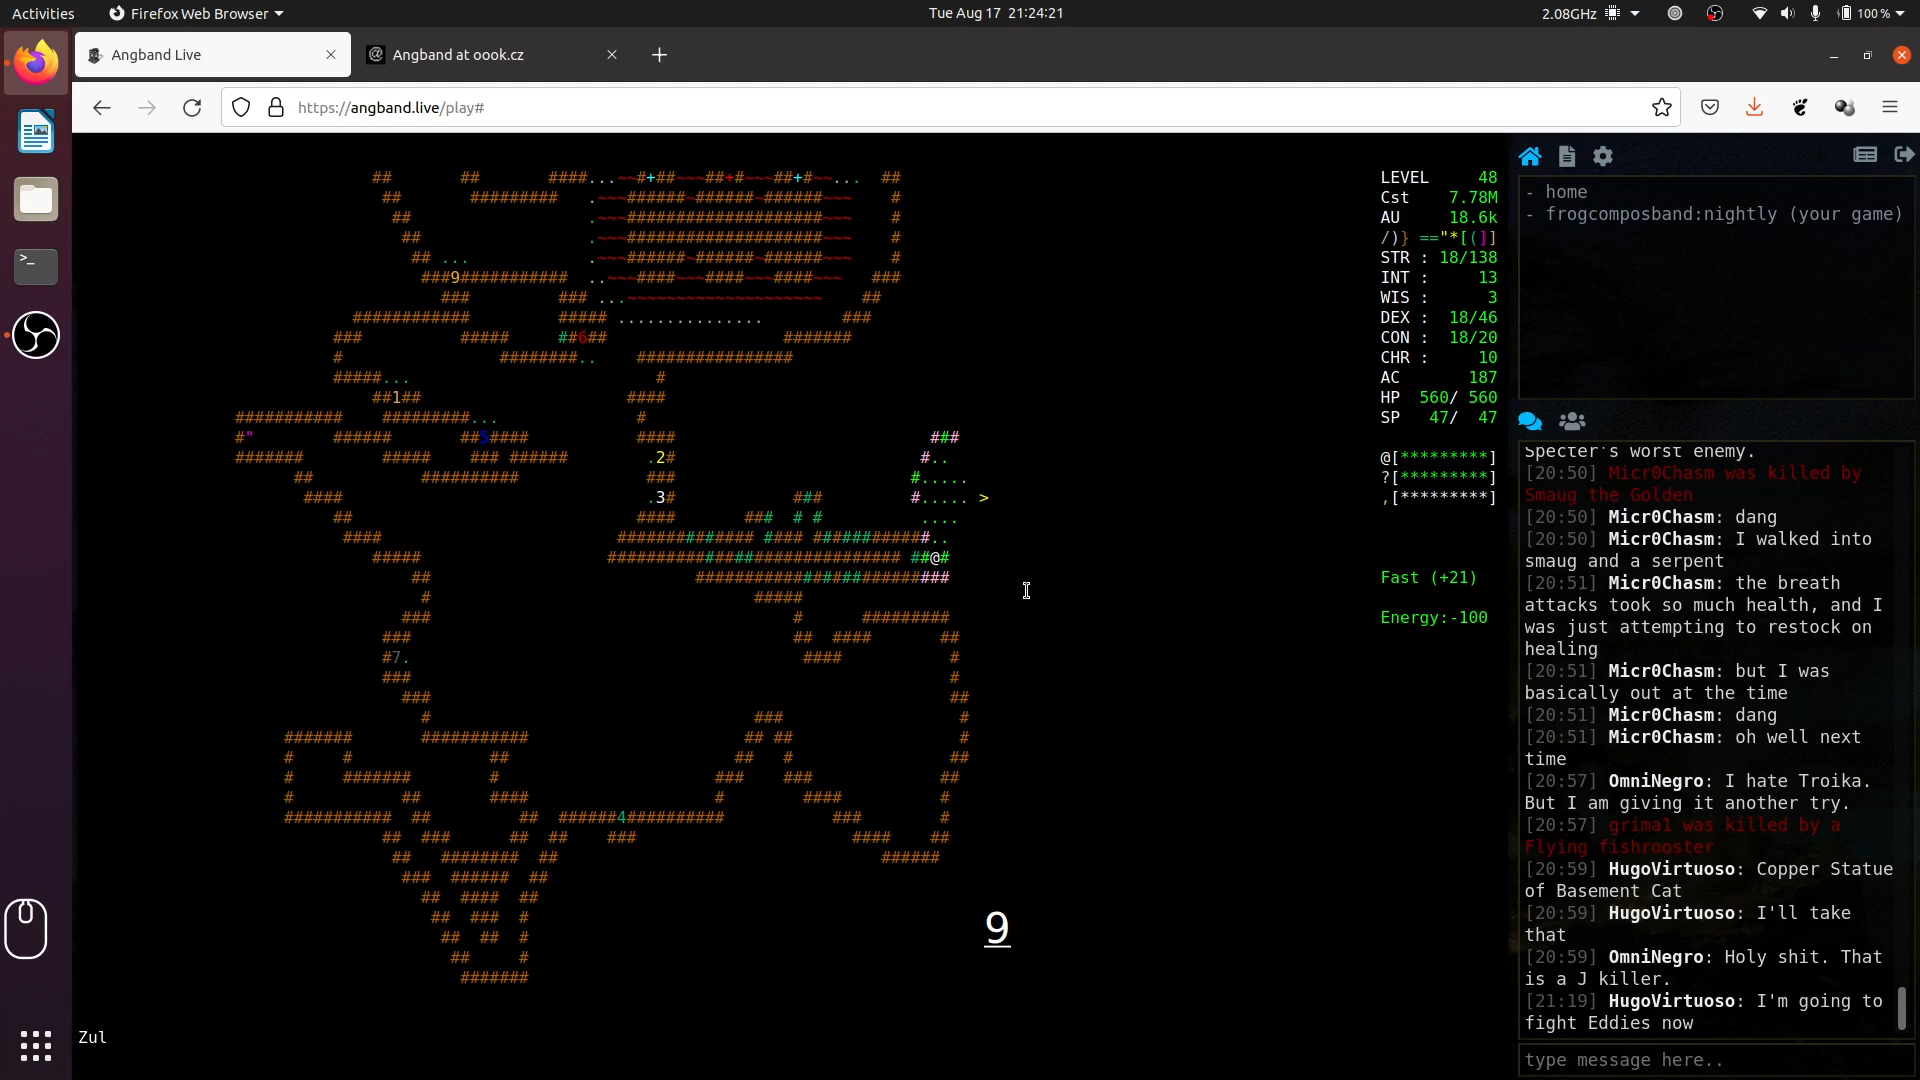 Activities Firefox Web Browser Tue Aug 17 21:24:21 2.08GHz 100 %
Angband Live Angband at oook.cz
https://angband.live/play#
- home
- frogcomposband:nightly (your game)
## ## ####...~~#+##~~~##+#~~~##+#~~... ##
## ######### .~~~######~######~######~~~ #
## .~~~####################~~~ #
## .~~~####################~~~ #
## ... .~~~######~######~######~~~ #
###9########### ..~~~####~~~####~~~####~~~ ###
### ### ...~~~~~~~~~~~~~~~~~~~~ ##
############ ##### ............... ###
### ##### ##6## #######
# ########.. ################
#####... #
##1## ####
########### #########... #
#" ###### ##5#### #### ###
####### ##### ### ###### .2# #..
## ########## ### #.....
#### .3# ### #..... >
## #### ### # # ....
#### ############## #### ############..
##### ############################## ##@#
## ##########################
# #####
### # #########
### ## #### ##
#7. #### #
### #
### ##
# ### #
####### ########### ## ## #
# # ## ## # ##
# ####### # ### ### ##
# ## #### # #### #
########### ## ## ######4########## ### #
## ### ## ## ### #### ##
## ######## ## ######
### ###### ##
## #### ##
## ### #
## ## #
## #
#######
Zul
9
LEVEL 48
Cst 7.78M
AU 18.6k
/)} =="*[(]]
STR : 18/138
INT : 13
WIS : 3
DEX : 18/46
CON : 18/20
CHR : 10
AC 187
HP 560/ 560
SP 47/ 47
@[*********]
?[*********]
,[*********]
Fast (+21)
Energy:-100
Specter's worst enemy.
[20:50] Micr0Chasm was killed by
Smaug the Golden
[20:50] Micr0Chasm: dang
[20:50] Micr0Chasm: I walked into
smaug and a serpent
[20:51] Micr0Chasm: the breath
attacks took so much health, and I
was just attempting to restock on
healing
[20:51] Micr0Chasm: but I was
basically out at the time
[20:51] Micr0Chasm: dang
[20:51] Micr0Chasm: oh well next
time
[20:57] OmniNegro: I hate Troika.
But I am giving it another try.
[20:57] grima1 was killed by a
Flying fishrooster
[20:59] HugoVirtuoso: Copper Statue
of Basement Cat
[20:59] HugoVirtuoso: I'll take
that
[20:59] OmniNegro: Holy shit. That
is a J killer.
[21:19] HugoVirtuoso: I'm going to
fight Eddies now
type message here..